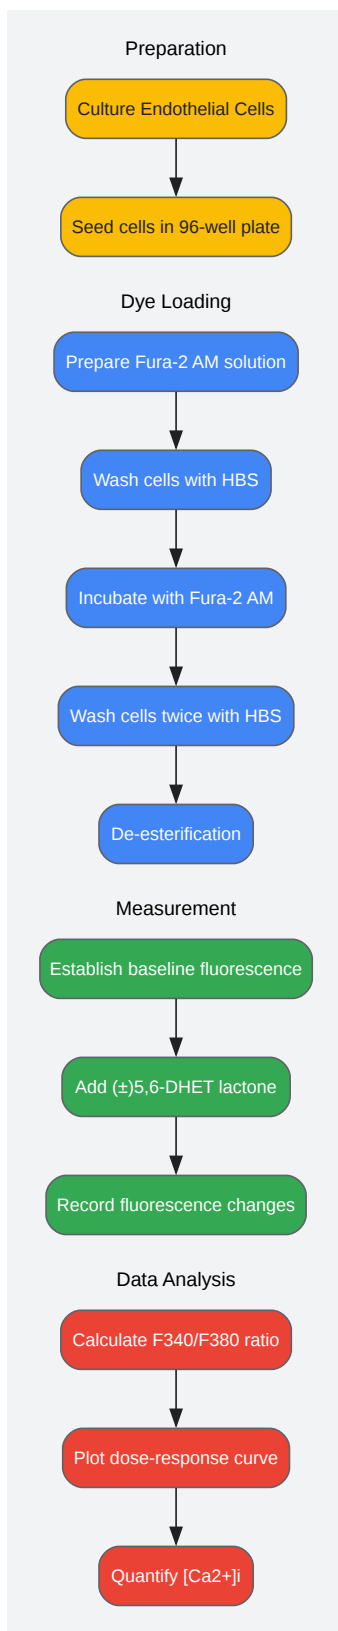 Preparation
Culture Endothelial Cells
Seed cells in 96-well plate
Dye Loading
Prepare Fura-2 AM solution
Wash cells with HBS
Incubate with Fura-2 AM
Wash cells twice with HBS
De-esterification
Measurement
Establish baseline fluorescence
Add (±)5,6-DHET lactone
Record fluorescence changes
Data Analysis
Calculate F340/F380 ratio
Plot dose-response curve
Quantify [Ca2+]i